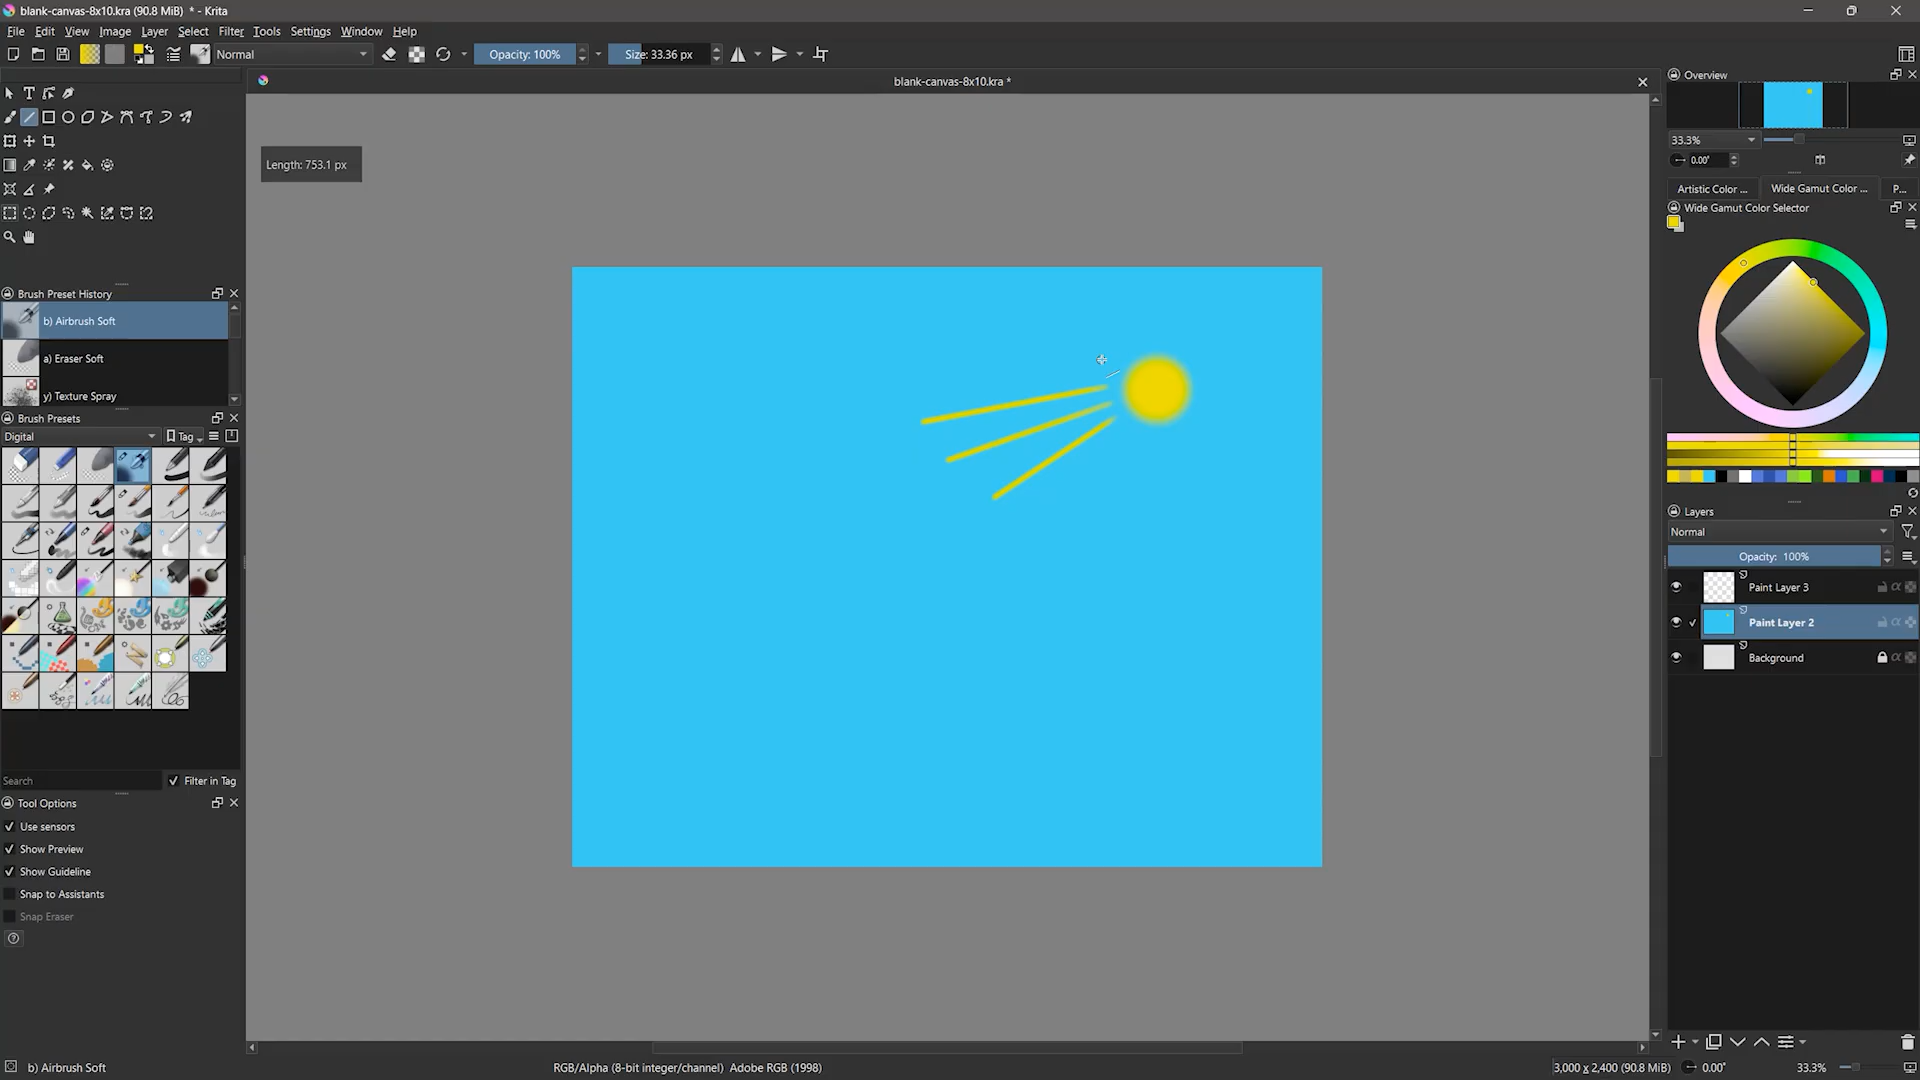 blank-canvas-8x10.kra (90.8 MiB) * - Krita
File Edit View Image Layer Select Filter Tools Settings Window Help
Normal
Opacity: 100%
Size: 33.36 px
blank-canvas-8x10.kra *
Length: 753.1 px
Brush Preset History
b) Airbrush Soft
a) Eraser Soft
y) Texture Spray
Brush Presets
Digital
Tag
Search
Filter in Tag
Tool Options
Use sensors
Show Preview
Show Guideline
Snap to Assistants
Snap Eraser
Overview
33.3%
0.00°
Artistic Color ... Wide Gamut Color ... P...
Wide Gamut Color Selector
Layers
Normal
Opacity: 100%
Paint Layer 3
Paint Layer 2
Background
b) Airbrush Soft
RGB/Alpha (8-bit integer/channel) Adobe RGB (1998)
3,000 x 2,400 (90.8 MiB)
0.00°
33.3%